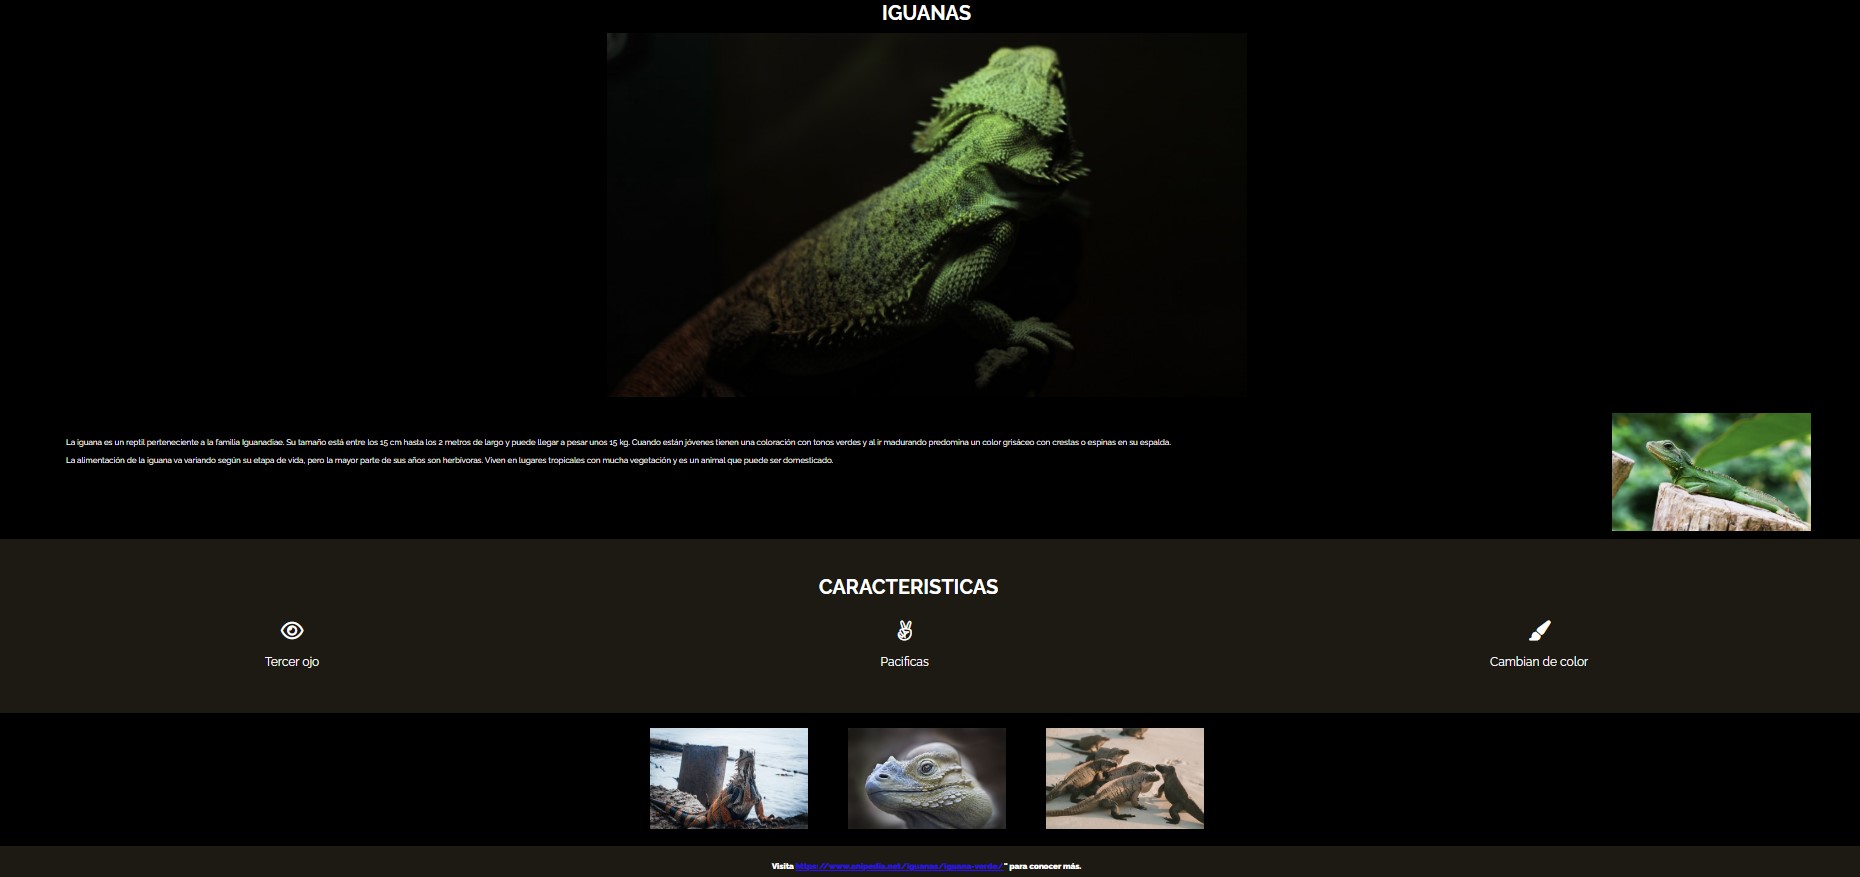 IGUANAS
La iguana es un reptil perteneciente a la familia Iguanadiae. Su tamaño está entre los 15 cm hasta los 2 metros de largo y puede llegar a pesar unos 15 kg. Cuando están jóvenes tienen una coloración con tonos verdes y al ir madurando predomina un color grisáceo con crestas o espinas en su espalda.
La alimentación de la iguana va variando según su etapa de vida, pero la mayor parte de sus años son herbívoras. Viven en lugares tropicales con mucha vegetación y es un animal que puede ser domesticado.
CARACTERISTICAS
Tercer ojo
Pacificas
Cambian de color
Visita https://www.anipedia.net/iguanas/iguana-verde/ " para conocer más.